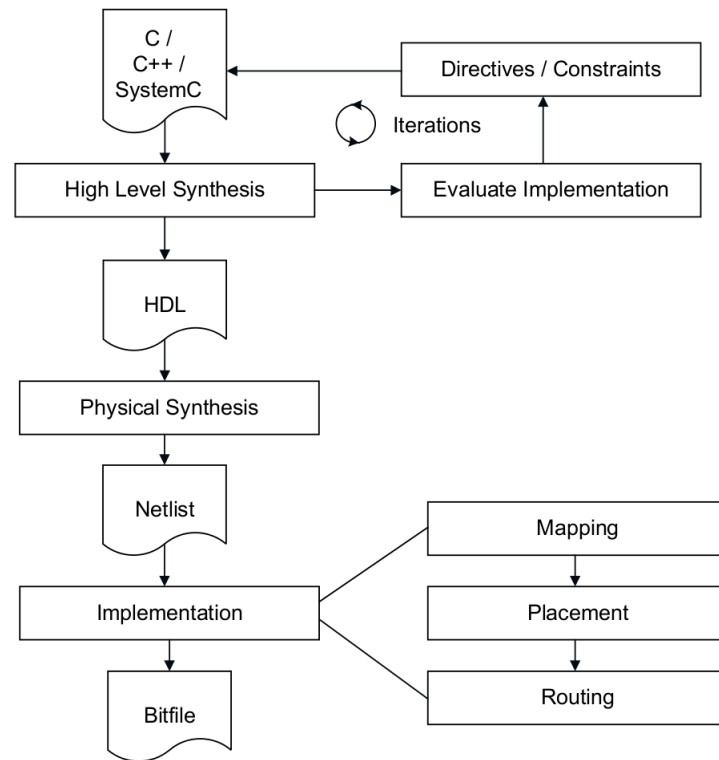 C /
C++ /
SystemC
Directives / Constraints
Iterations
High Level Synthesis
Evaluate Implementation
HDL
Physical Synthesis
Netlist
Mapping
Implementation
Placement
Routing
Bitfile